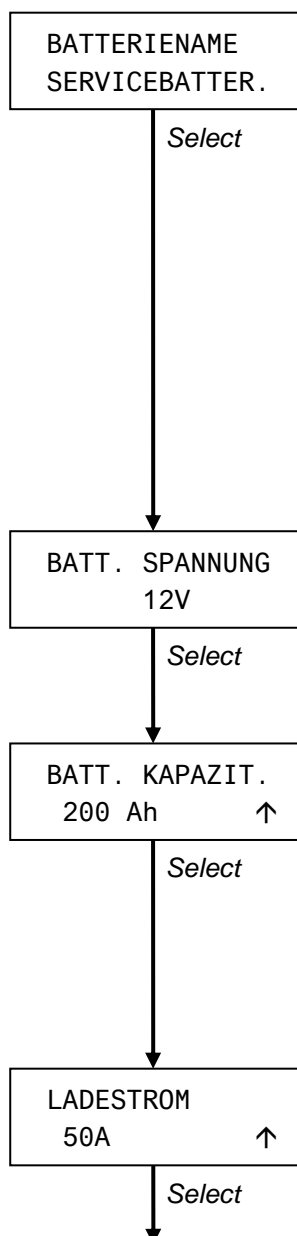 BATTERIENAME
SERVICEBATTER.
Select
BATT. SPANNUNG
12V
Select
BATT. KAPAZIT.
200 Ah ↑
Select
LADESTROM
50A ↑
Select